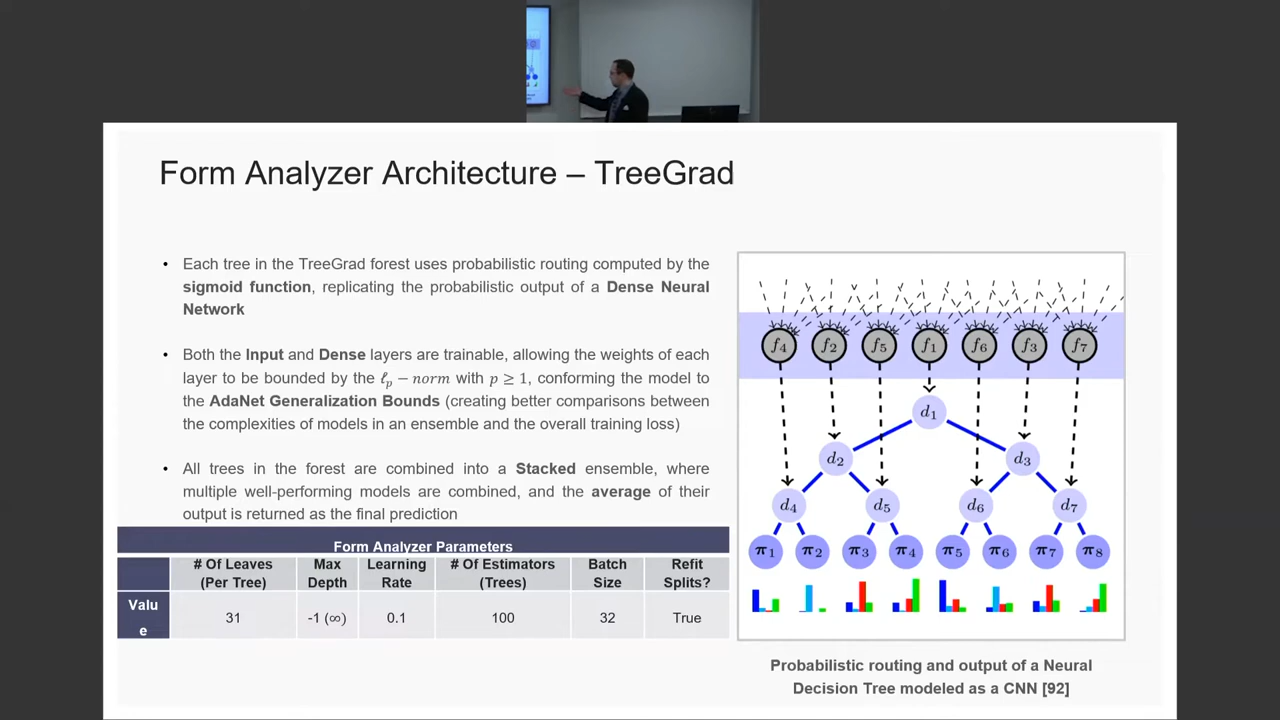 Form Analyzer Architecture – TreeGrad
• Each tree in the TreeGrad forest uses probabilistic routing computed by the
sigmoid function, replicating the probabilistic output of a Dense Neural
Network
• Both the Input and Dense layers are trainable, allowing the weights of each
layer to be bounded by the ℓₚ − norm with p ≥ 1, conforming the model to
the AdaNet Generalization Bounds (creating better comparisons between
the complexities of models in an ensemble and the overall training loss)
• All trees in the forest are combined into a Stacked ensemble, where
multiple well-performing models are combined, and the average of their
output is returned as the final prediction
Form Analyzer Parameters
# Of Leaves (Per Tree) Max Depth Learning Rate # Of Estimators (Trees) Batch Size Refit Splits?
Value 31 -1 (∞) 0.1 100 32 True
f₄ f₂ f₅ f₁ f₆ f₃ f₇
d₁
d₂ d₃
d₄ d₅ d₆ d₇
π₁ π₂ π₃ π₄ π₅ π₆ π₇ π₈
Probabilistic routing and output of a Neural
Decision Tree modeled as a CNN [92]